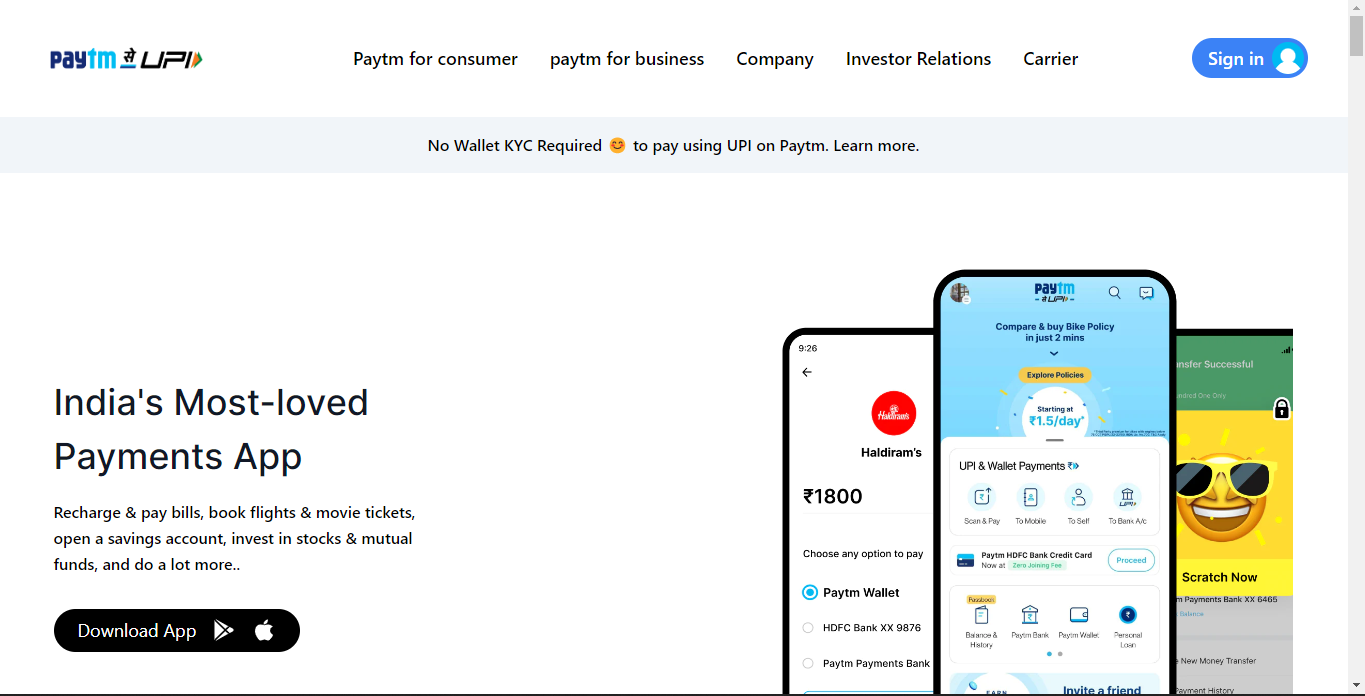 paytm से UPI
Paytm for consumer
paytm for business
Company
Investor Relations
Carrier
Sign in
No Wallet KYC Required 😊 to pay using UPI on Paytm. Learn more.
India's Most-loved
Payments App
Recharge & pay bills, book flights & movie tickets,
open a savings account, invest in stocks & mutual
funds, and do a lot more..
Download App
9:26
Haldiram's
Haldiram's
₹1800
Choose any option to pay
Paytm Wallet
HDFC Bank XX 9876
Paytm Payments Bank
paytm
से UPI
Compare & buy Bike Policy
in just 2 mins
Explore Policies
Starting at
₹1.5/day*
UPI & Wallet Payments
Scan & Pay
To Mobile
To Self
To Bank A/c
UPI
Paytm HDFC Bank Credit Card
Now at Zero Joining Fee
Proceed
Passbook
Balance &
History
Paytm Bank
Paytm Wallet
Personal
Loan
EARN
Invite a friend
nsfer Successful
undred One Only
Scratch Now
m Payments Bank XX 6465
Balance
New Money Transfer
Payment History